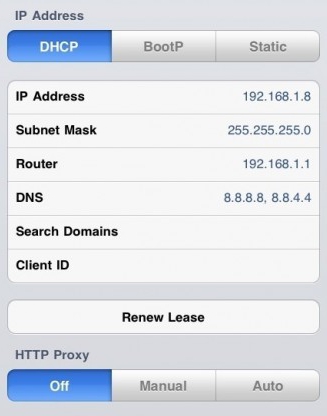 IP Address
DHCP BootP Static
IP Address 192.168.1.8
Subnet Mask 255.255.255.0
Router 192.168.1.1
DNS 8.8.8.8, 8.8.4.4
Search Domains
Client ID
Renew Lease
HTTP Proxy
Off Manual Auto